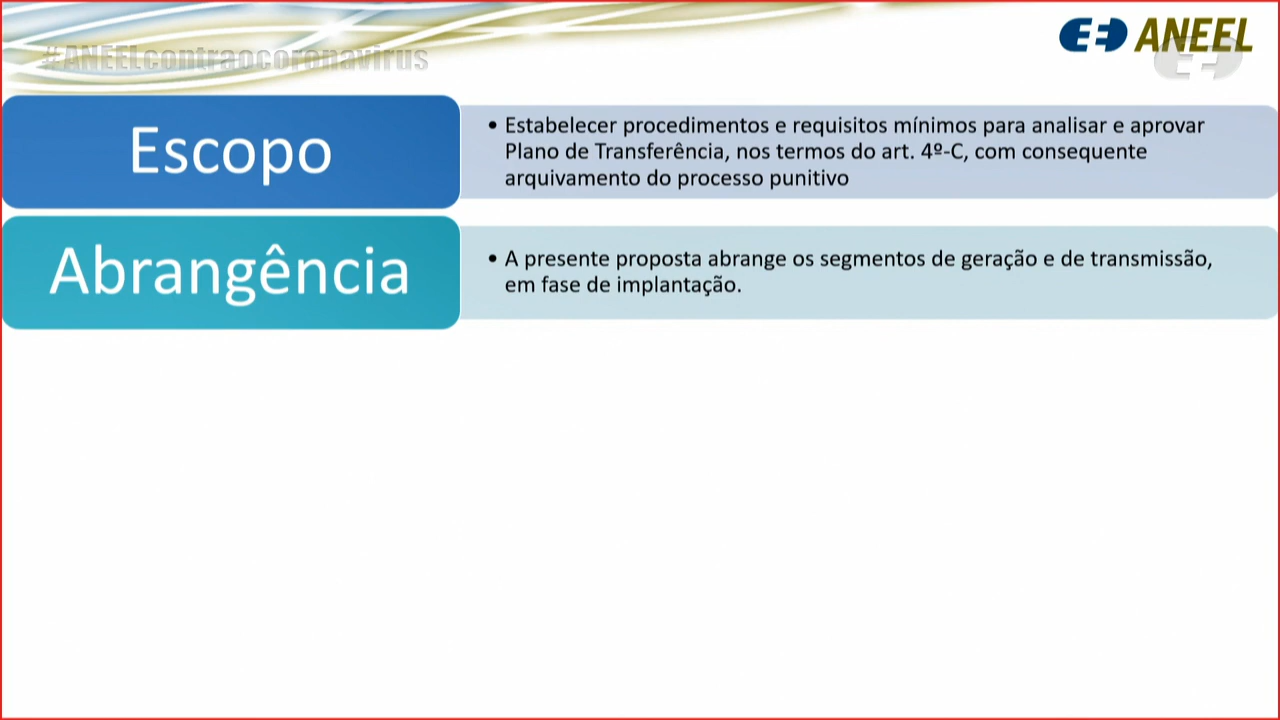 #ANEELcontraocoronavirus
ANEEL
Escopo
• Estabelecer procedimentos e requisitos mínimos para analisar e aprovar
Plano de Transferência, nos termos do art. 4º-C, com consequente
arquivamento do processo punitivo
Abrangência
• A presente proposta abrange os segmentos de geração e de transmissão,
em fase de implantação.